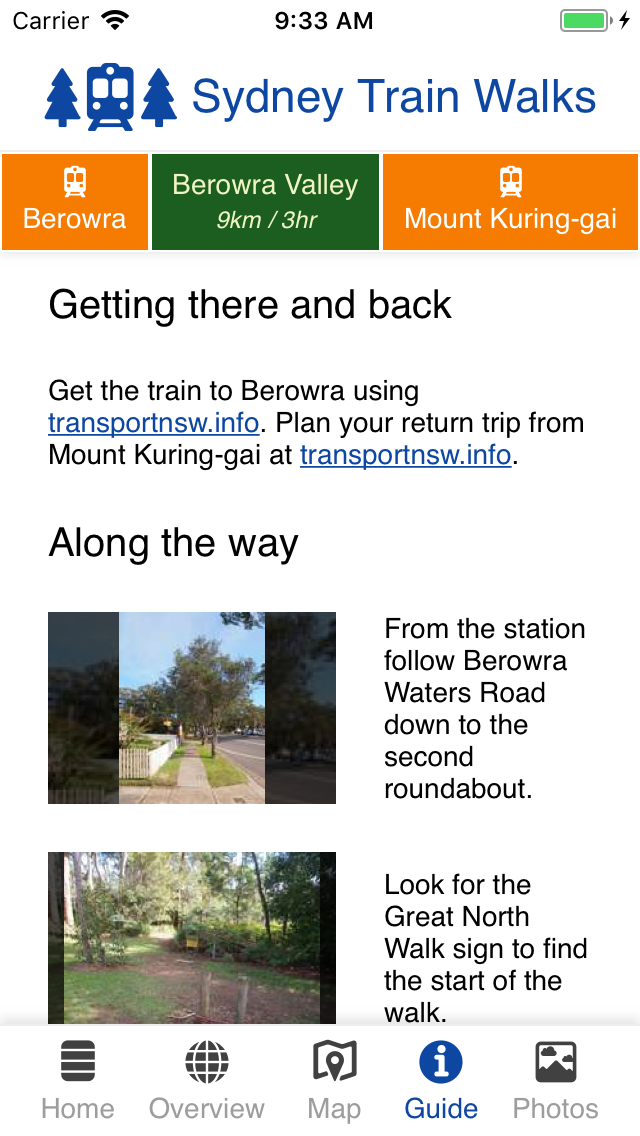 Carrier 9:33 AM
Sydney Train Walks
Berowra
Berowra Valley
9km / 3hr
Mount Kuring-gai
Getting there and back
Get the train to Berowra using
transportnsw.info. Plan your return trip from
Mount Kuring-gai at transportnsw.info.
Along the way
From the station
follow Berowra
Waters Road
down to the
second
roundabout.
Look for the
Great North
Walk sign to find
the start of the
walk.
Home Overview Map Guide Photos